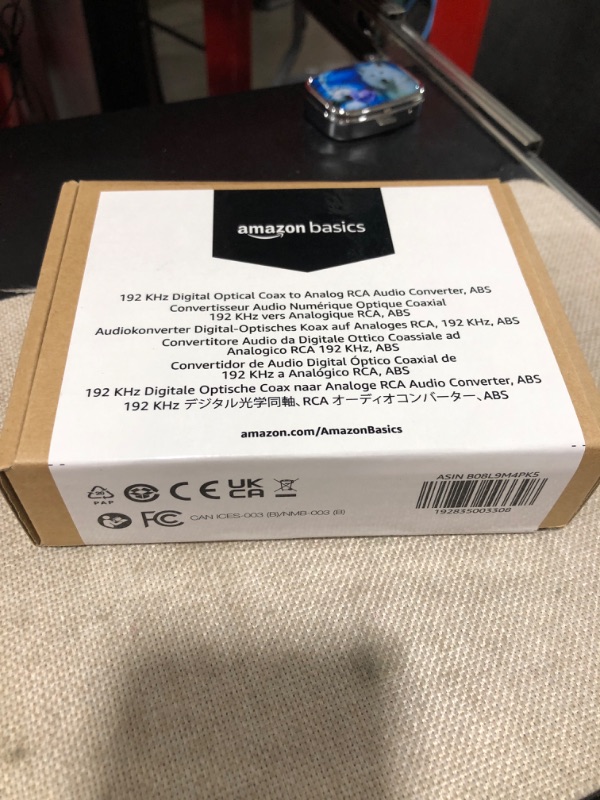 amazon basics
192 KHz Digital Optical Coax to Analog RCA Audio Converter, ABS
Convertisseur Audio Numérique Optique Coaxial
192 KHz vers Analogique RCA, ABS
Audiokonverter Digital-Optisches Koax auf Analoges RCA, 192 KHz, ABS
Convertitore Audio da Digitale Ottico Coassiale ad
Analogico RCA 192 KHz, ABS
Convertidor de Audio Digital Óptico Coaxial de
192 KHz a Analógico RCA, ABS
192 KHz Digitale Optische Coax naar Analoge RCA Audio Converter, ABS
192 KHz デジタル光学同軸、RCA オーディオコンバーター、ABS
amazon.com/AmazonBasics
PAP
CE
UK
CA
FC
CAN ICES-003 (B)/NMB-003 (B)
ASIN B08L9M4PK5
192835003308